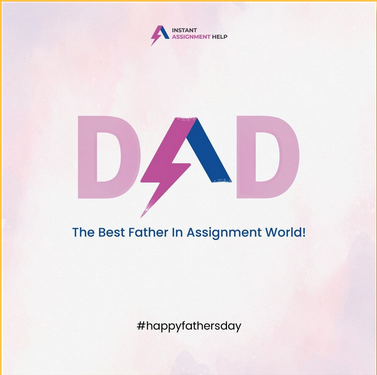 INSTANT
ASSIGNMENT HELP
DAD
The Best Father In Assignment World!
#happyfathersday